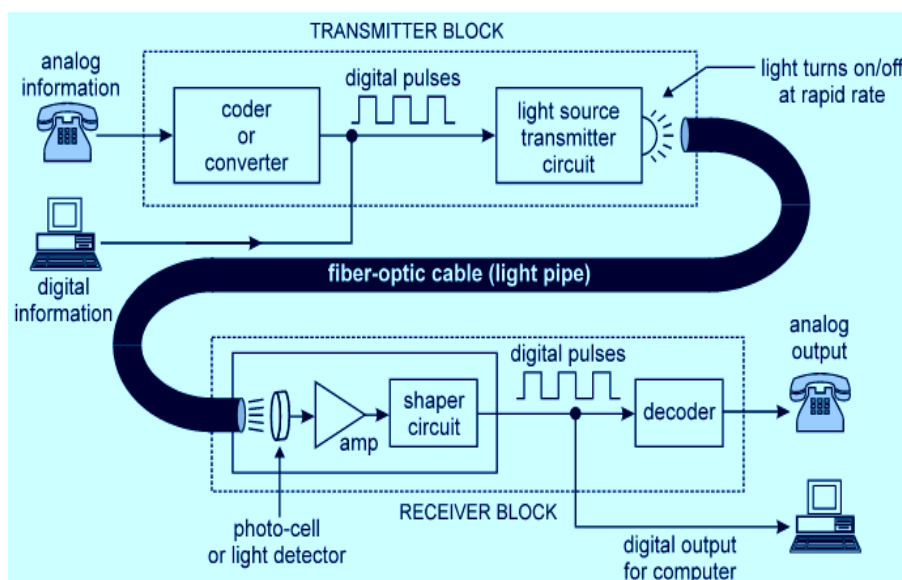 TRANSMITTER BLOCK
analog
information
digital pulses
light turns on/off
at rapid rate
coder
or
converter
light source
transmitter
circuit
digital
information
fiber-optic cable (light pipe)
digital pulses
analog
output
shaper
circuit
amp
decoder
photo-cell
or light detector
RECEIVER BLOCK
digital output
for computer